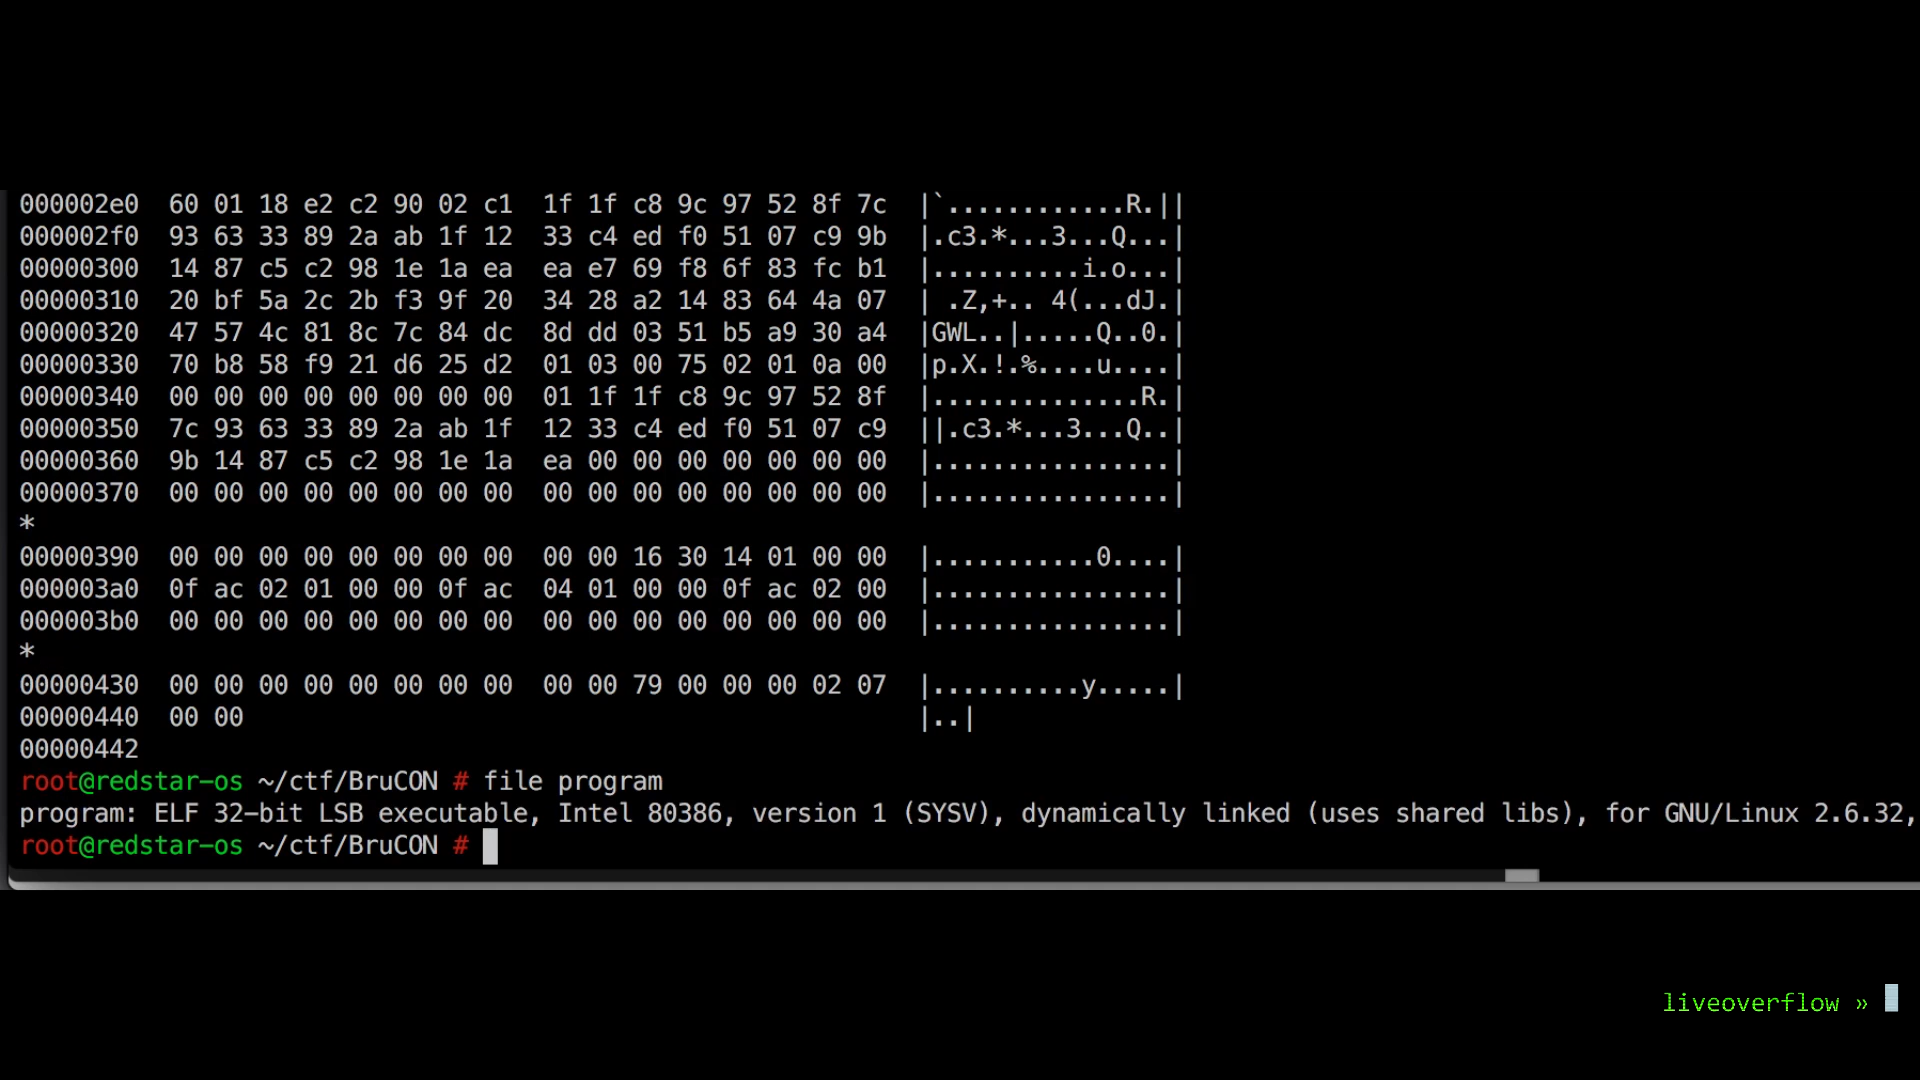 000002e0  60 01 18 e2 c2 90 02 c1  1f 1f c8 9c 97 52 8f 7c  |`............R.||
000002f0  93 63 33 89 2a ab 1f 12  33 c4 ed f0 51 07 c9 9b  |.c3.*...3...Q...|
00000300  14 87 c5 c2 98 1e 1a ea  ea e7 69 f8 6f 83 fc b1  |..........i.o...|
00000310  20 bf 5a 2c 2b f3 9f 20  34 28 a2 14 83 64 4a 07  | .Z,+.. 4(...dJ.|
00000320  47 57 4c 81 8c 7c 84 dc  8d dd 03 51 b5 a9 30 a4  |GWL..|.....Q..0.|
00000330  70 b8 58 f9 21 d6 25 d2  01 03 00 75 02 01 0a 00  |p.X.!.%....u....|
00000340  00 00 00 00 00 00 00 00  01 1f 1f c8 9c 97 52 8f  |..............R.|
00000350  7c 93 63 33 89 2a ab 1f  12 33 c4 ed f0 51 07 c9  ||.c3.*...3...Q..|
00000360  9b 14 87 c5 c2 98 1e 1a  ea 00 00 00 00 00 00 00  |................|
00000370  00 00 00 00 00 00 00 00  00 00 00 00 00 00 00 00  |................|
*
00000390  00 00 00 00 00 00 00 00  00 00 16 30 14 01 00 00  |...........0....|
000003a0  0f ac 02 01 00 00 0f ac  04 01 00 00 0f ac 02 00  |................|
000003b0  00 00 00 00 00 00 00 00  00 00 00 00 00 00 00 00  |................|
*
00000430  00 00 00 00 00 00 00 00  00 00 79 00 00 00 02 07  |..........y.....|
00000440  00 00                                             |..|
00000442
root@redstar-os ~/ctf/BruCON # file program
program: ELF 32-bit LSB executable, Intel 80386, version 1 (SYSV), dynamically linked (uses shared libs), for GNU/Linux 2.6.32,
root@redstar-os ~/ctf/BruCON #
liveoverflow »